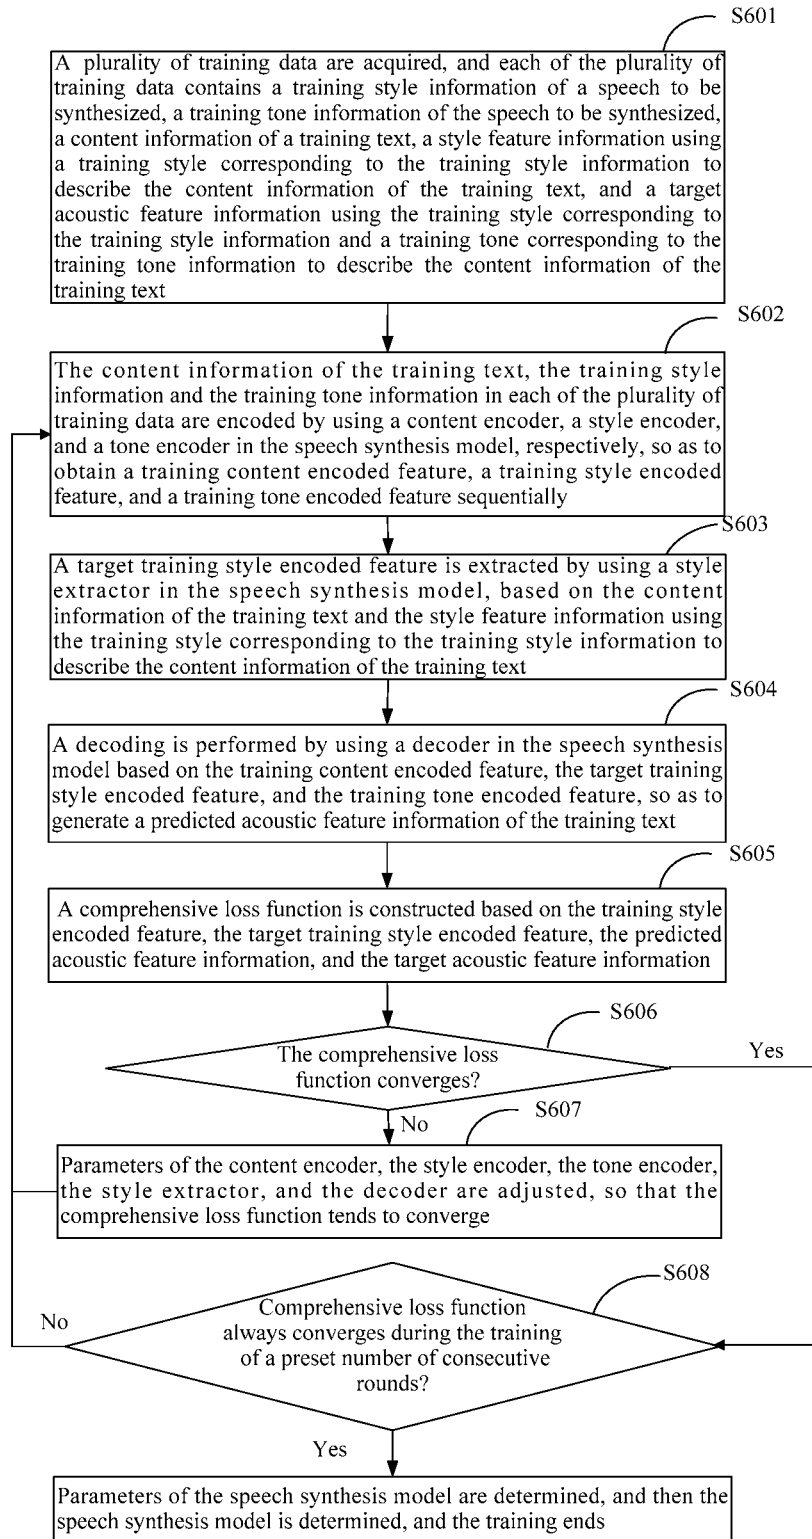 S601
A plurality of training data are acquired, and each of the plurality of
training data contains a training style information of a speech to be
synthesized, a training tone information of the speech to be synthesized,
a content information of a training text, a style feature information using
a training style corresponding to the training style information to
describe the content information of the training text, and a target
acoustic feature information using the training style corresponding to
the training style information and a training tone corresponding to the
training tone information to describe the content information of the
training text
S602
The content information of the training text, the training style
information and the training tone information in each of the plurality of
training data are encoded by using a content encoder, a style encoder,
and a tone encoder in the speech synthesis model, respectively, so as to
obtain a training content encoded feature, a training style encoded
feature, and a training tone encoded feature sequentially
S603
A target training style encoded feature is extracted by using a style
extractor in the speech synthesis model, based on the content
information of the training text and the style feature information using
the training style corresponding to the training style information to
describe the content information of the training text
S604
A decoding is performed by using a decoder in the speech synthesis
model based on the training content encoded feature, the target training
style encoded feature, and the training tone encoded feature, so as to
generate a predicted acoustic feature information of the training text
S605
A comprehensive loss function is constructed based on the training style
encoded feature, the target training style encoded feature, the predicted
acoustic feature information, and the target acoustic feature information
S606
The comprehensive loss
function converges?
Yes
No
S607
Parameters of the content encoder, the style encoder, the tone encoder,
the style extractor, and the decoder are adjusted, so that the
comprehensive loss function tends to converge
S608
No
Comprehensive loss function
always converges during the training
of a preset number of consecutive
rounds?
Yes
Parameters of the speech synthesis model are determined, and then the
speech synthesis model is determined, and the training ends